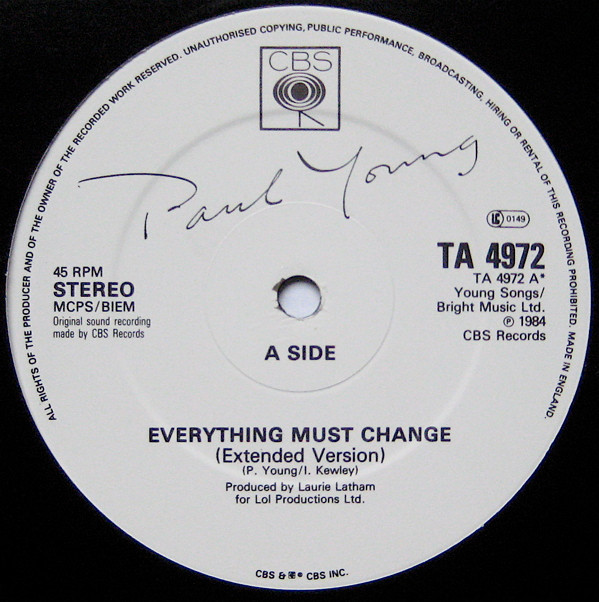 ALL RIGHTS OF THE PRODUCER AND OF THE OWNER OF THE RECORDED WORK RESERVED. UNAUTHORISED COPYING, PUBLIC PERFORMANCE, BROADCASTING, HIRING OR RENTAL OF THIS RECORDING PROHIBITED. MADE IN ENGLAND.
CBS
Paul Young
LC 0149
45 RPM
STEREO
MCPS/BIEM
Original sound recording
made by CBS Records
TA 4972
TA 4972 A*
Young Songs/
Bright Music Ltd.
℗ 1984
CBS Records
A SIDE
EVERYTHING MUST CHANGE
(Extended Version)
(P. Young/I. Kewley)
Produced by Laurie Latham
for Lol Productions Ltd.
CBS & ® CBS INC.